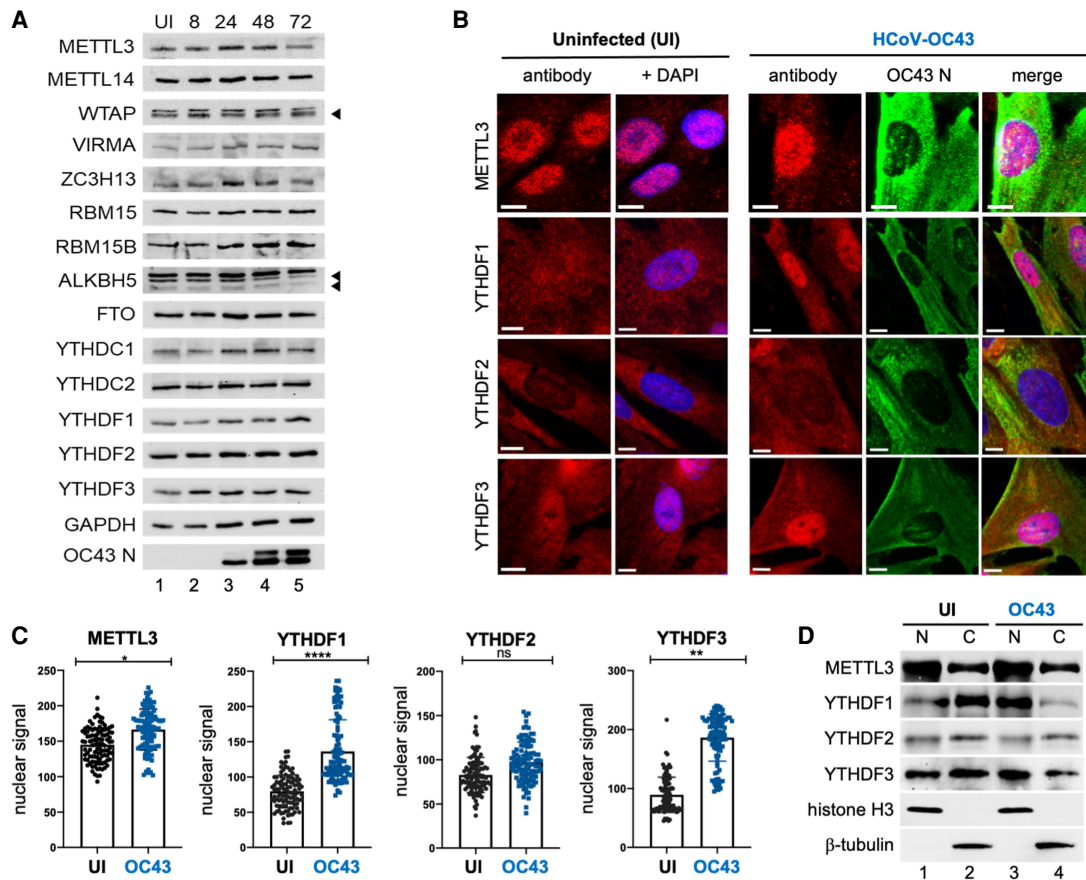 A
UI 8 24 48 72
METTL3
METTL14
WTAP
VIRMA
ZC3H13
RBM15
RBM15B
ALKBH5
FTO
YTHDC1
YTHDC2
YTHDF1
YTHDF2
YTHDF3
GAPDH
OC43 N
1 2 3 4 5
B
Uninfected (UI) HCoV-OC43
antibody + DAPI antibody OC43 N merge
METTL3
YTHDF1
YTHDF2
YTHDF3
C
METTL3
*
nuclear signal
250
200
150
100
50
0
UI OC43
YTHDF1
****
nuclear signal
250
200
150
100
50
0
UI OC43
YTHDF2
ns
nuclear signal
250
200
150
100
50
0
UI OC43
YTHDF3
**
nuclear signal
300
200
100
0
UI OC43
D
UI OC43
N C N C
METTL3
YTHDF1
YTHDF2
YTHDF3
histone H3
β-tubulin
1 2 3 4